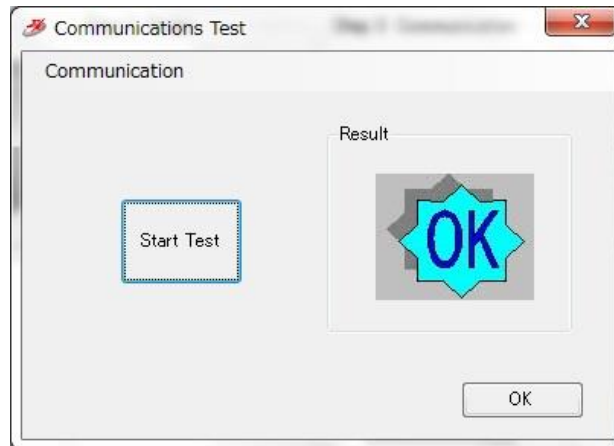 Communications Test
Communication
Result
Start Test
OK
OK